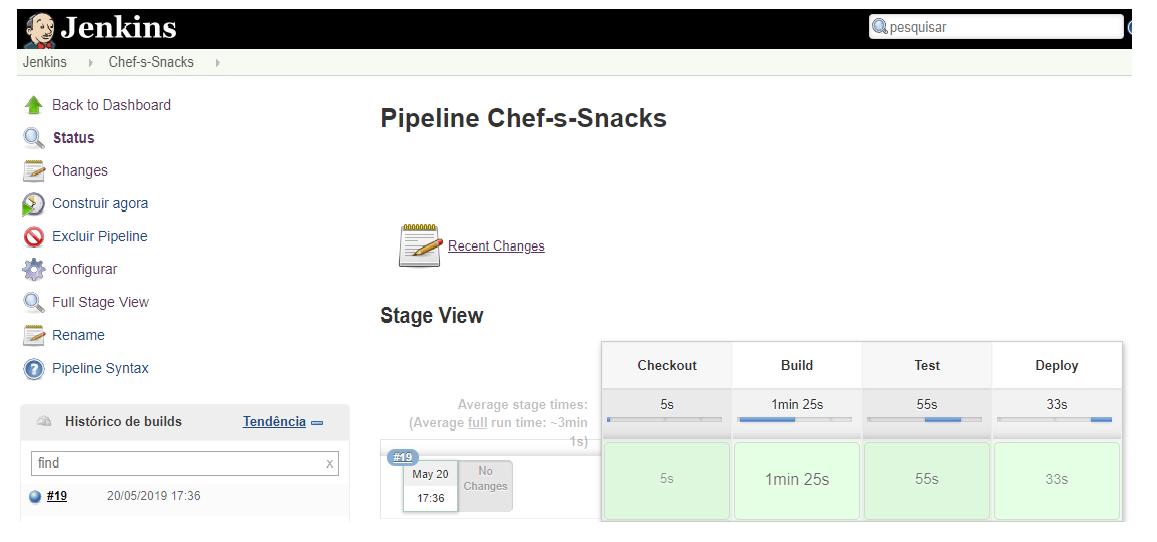 Jenkins
pesquisar
Jenkins
Chef-s-Snacks
Back to Dashboard
Status
Changes
Construir agora
Excluir Pipeline
Configurar
Full Stage View
Rename
Pipeline Syntax
Histórico de builds
Tendência
find
x
#19
20/05/2019 17:36
Pipeline Chef-s-Snacks
Recent Changes
Stage View
Checkout
Build
Test
Deploy
Average stage times:
(Average full run time: ~3min
1s)
5s
1min 25s
55s
33s
#19
May 20
17:36
No
Changes
5s
1min 25s
55s
33s